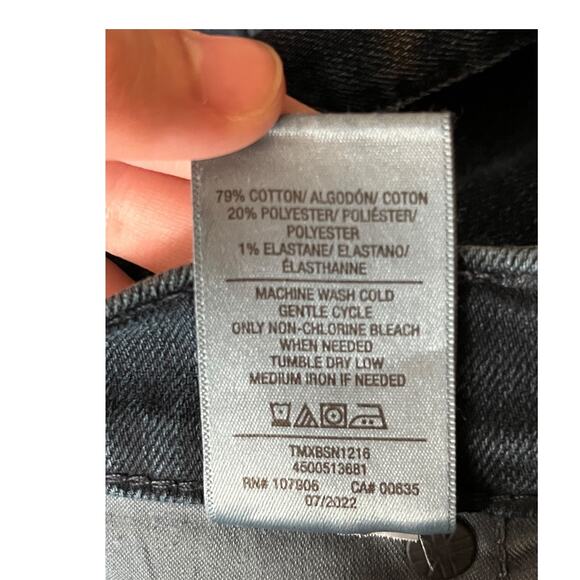 79% COTTON/ ALGODÓN/ COTON
20% POLYESTER/ POLIÉSTER/
POLYESTER
1% ELASTANE/ ELASTANO/
ÉLASTHANNE
MACHINE WASH COLD
GENTLE CYCLE
ONLY NON-CHLORINE BLEACH
WHEN NEEDED
TUMBLE DRY LOW
MEDIUM IRON IF NEEDED
TMXBSN1216
4500513681
RN# 107906 CA# 00635
07/2022